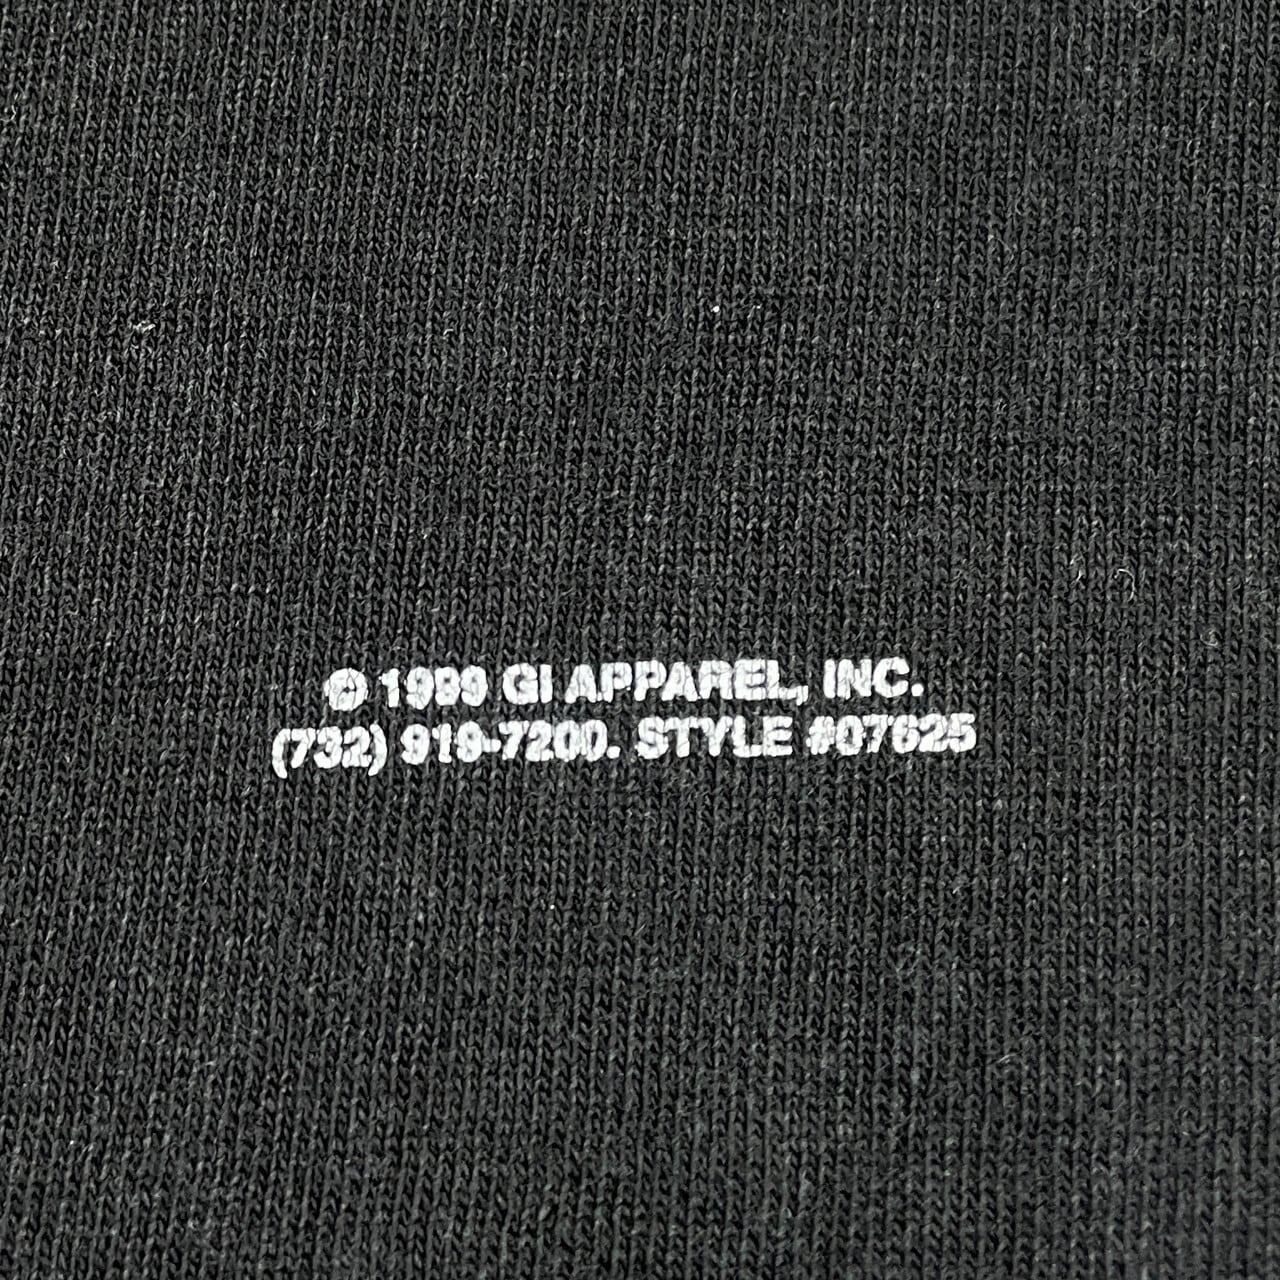 © 1999 GI APPAREL, INC.
(732) 919-7200. STYLE #07625